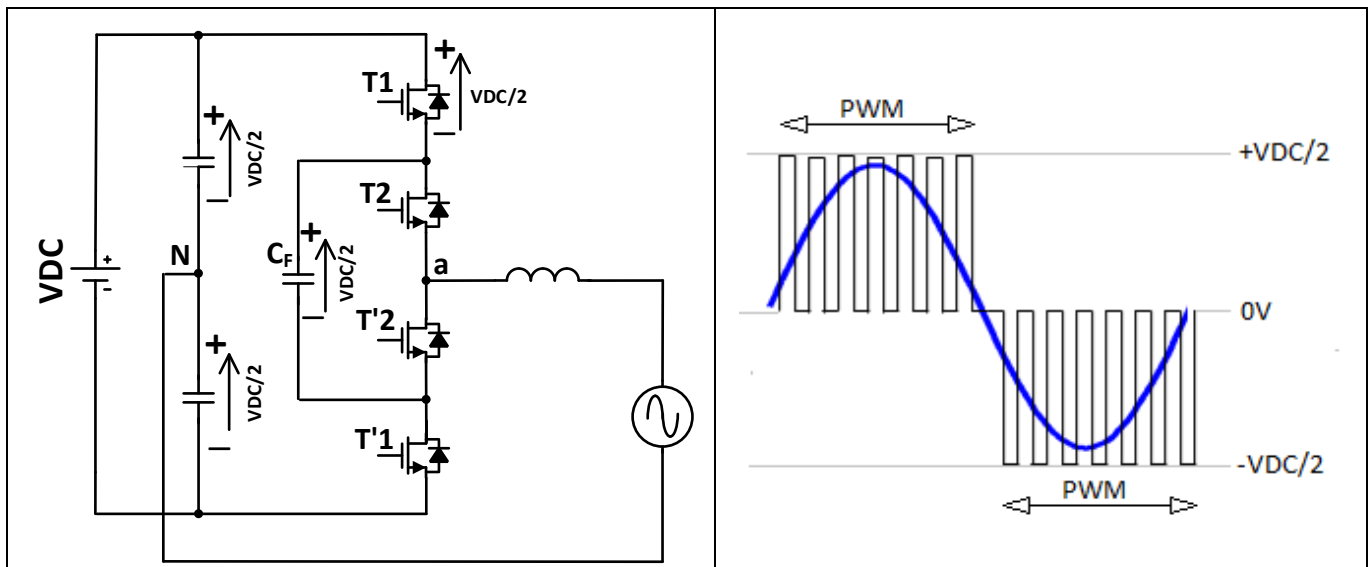 +
T1
VDC/2
−
+
VDC/2
−
T2
VDC
+
-
N
CF
+
VDC/2
−
a
T'2
+
VDC/2
−
T'1
PWM
+VDC/2
0V
-VDC/2
PWM